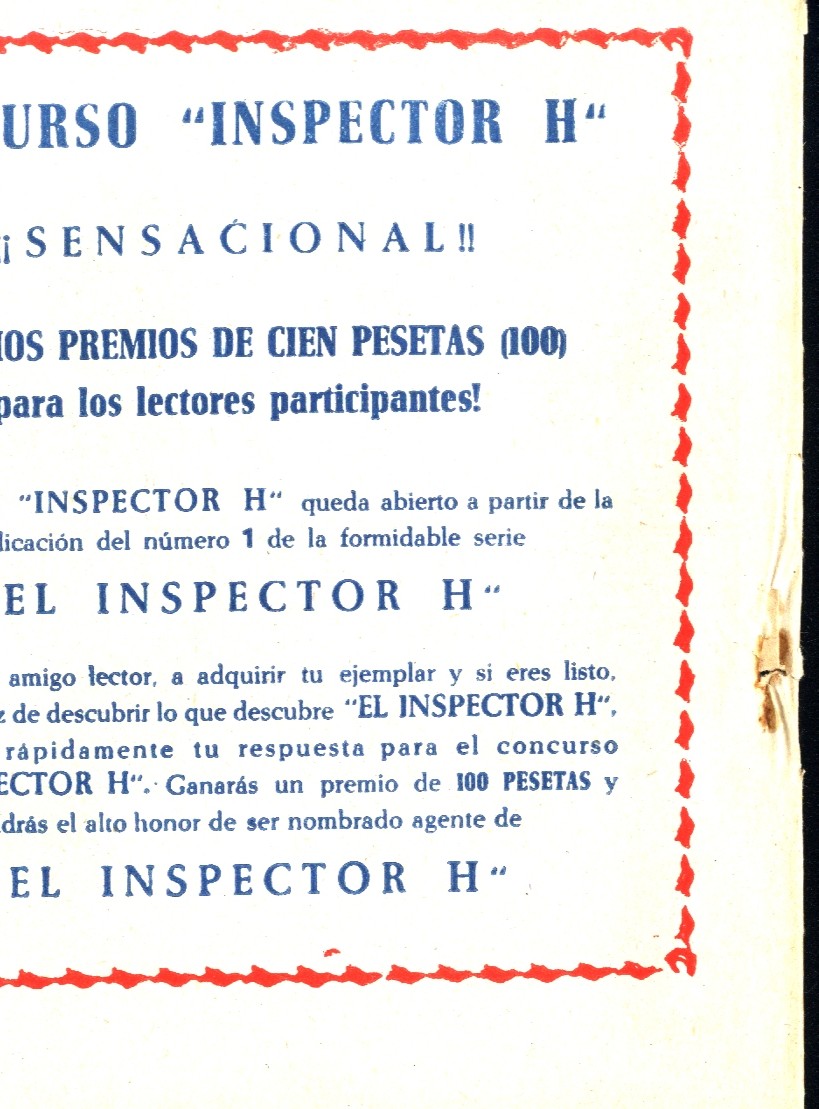 URSO “INSPECTOR H“
¡¡SENSACIONAL!!
IOS PREMIOS DE CIEN PESETAS (100)
para los lectores participantes!
“INSPECTOR H“ queda abierto a partir de la
licación del número 1 de la formidable serie
EL INSPECTOR H“
amigo lector, a adquirir tu ejemplar y si eres listo,
z de descubrir lo que descubre “EL INSPECTOR H“,
rápidamente tu respuesta para el concurso
ECTOR H“. Ganarás un premio de 100 PESETAS y
drás el alto honor de ser nombrado agente de
EL INSPECTOR H“